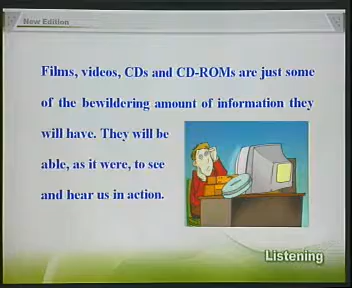 New Edition
Films, videos, CDs and CD-ROMs are just some
of the bewildering amount of information they
will have. They will be
able, as it were, to see
and hear us in action.
Listening